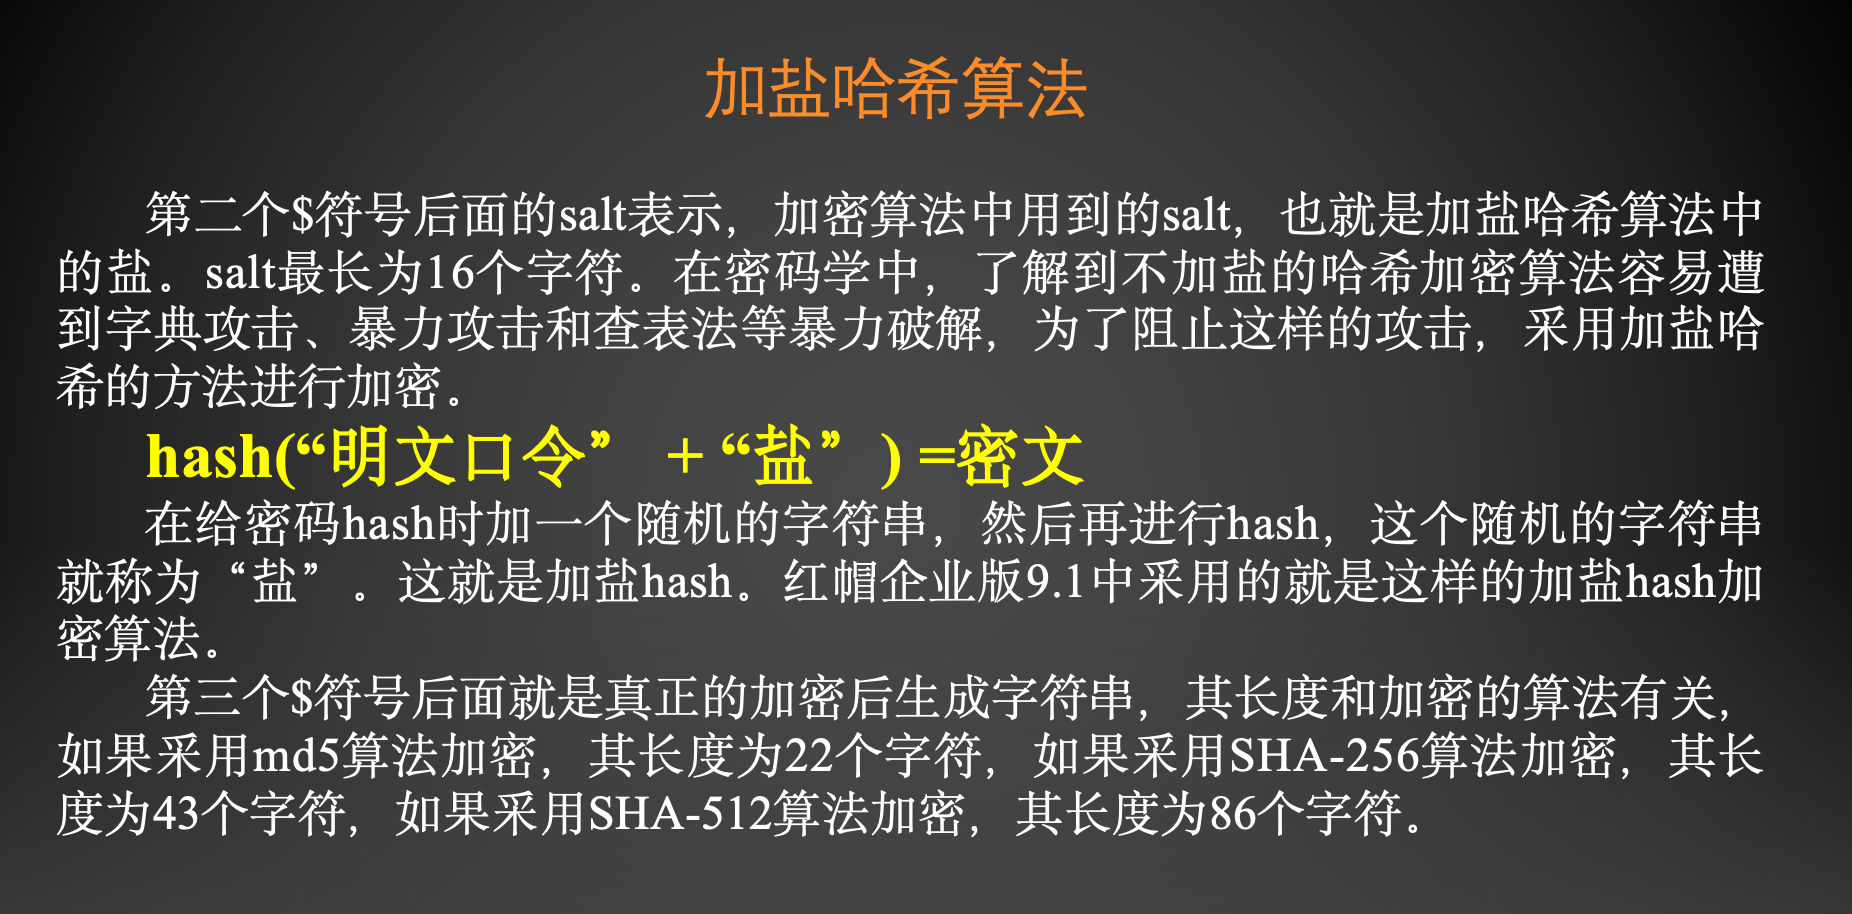 加盐哈希算法
第二个$符号后面的salt表示，加密算法中用到的salt，也就是加盐哈希算法中
的盐。salt最长为16个字符。在密码学中，了解到不加盐的哈希加密算法容易遭
到字典攻击、暴力攻击和查表法等暴力破解，为了阻止这样的攻击，采用加盐哈
希的方法进行加密。
hash(“明文口令” + “盐” ) =密文
在给密码hash时加一个随机的字符串，然后再进行hash，这个随机的字符串
就称为“盐”。这就是加盐hash。红帽企业版9.1中采用的就是这样的加盐hash加
密算法。
第三个$符号后面就是真正的加密后生成字符串，其长度和加密的算法有关，
如果采用md5算法加密，其长度为22个字符，如果采用SHA-256算法加密，其长
度为43个字符，如果采用SHA-512算法加密，其长度为86个字符。